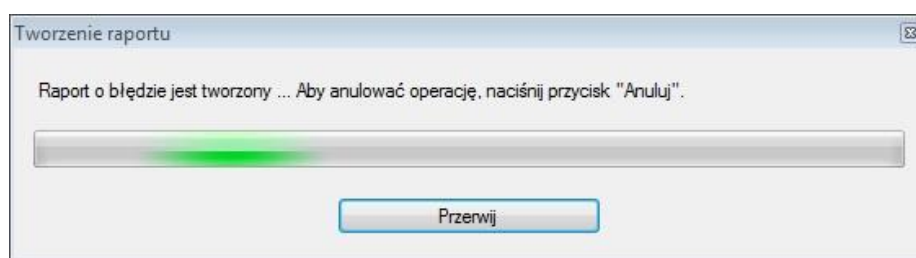 Tworzenie raportu
Raport o błędzie jest tworzony ... Aby anulować operację, naciśnij przycisk "Anuluj".
Przerwij